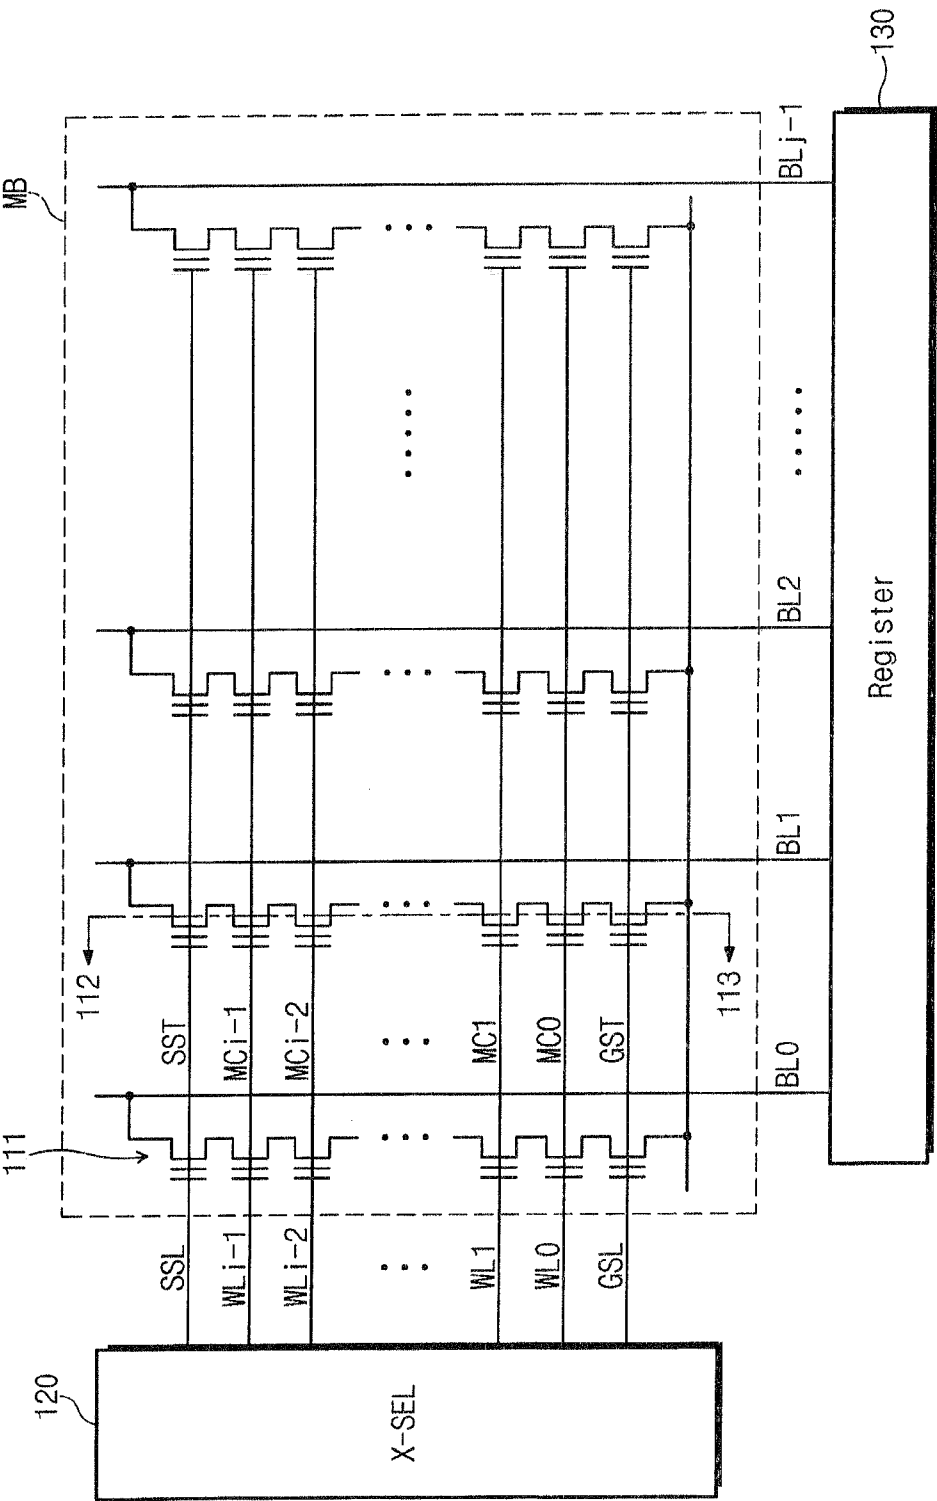 MB
130
112
113
111
120
SST
MCi-1
MCi-2
MC1
MC0
GST
SSL
WLi-1
WLi-2
WL1
WL0
GSL
X-SEL
BL0
BL1
BL2
BLj-1
Register